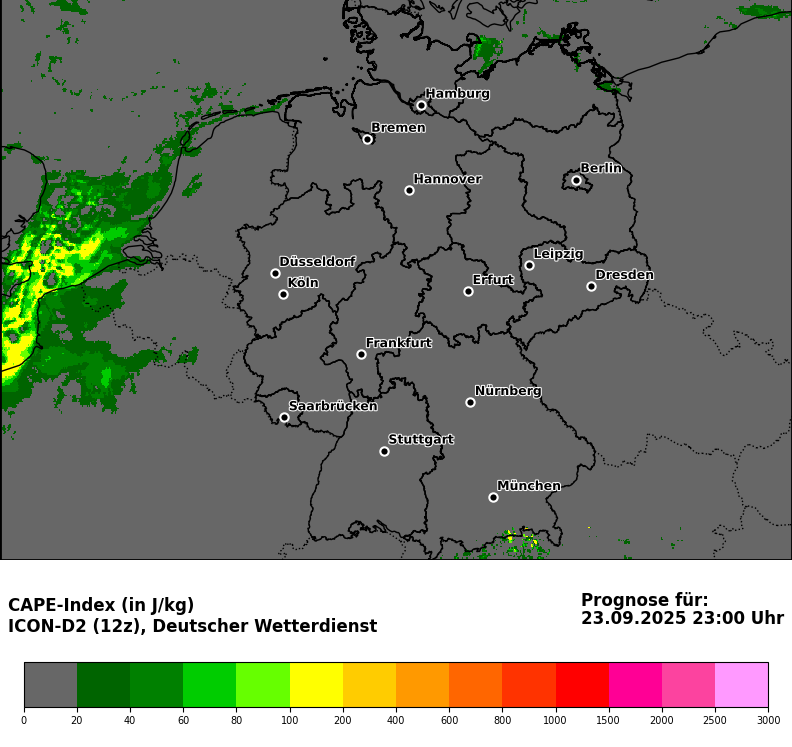 Hamburg
Bremen
Berlin
Hannover
Leipzig
Düsseldorf
Dresden
Köln
Erfurt
Frankfurt
Nürnberg
Saarbrücken
Stuttgart
München
CAPE-Index (in J/kg)
ICON-D2 (12z), Deutscher Wetterdienst
Prognose für:
23.09.2025 23:00 Uhr
0 20 40 60 80 100 200 400 600 800 1000 1500 2000 2500 3000